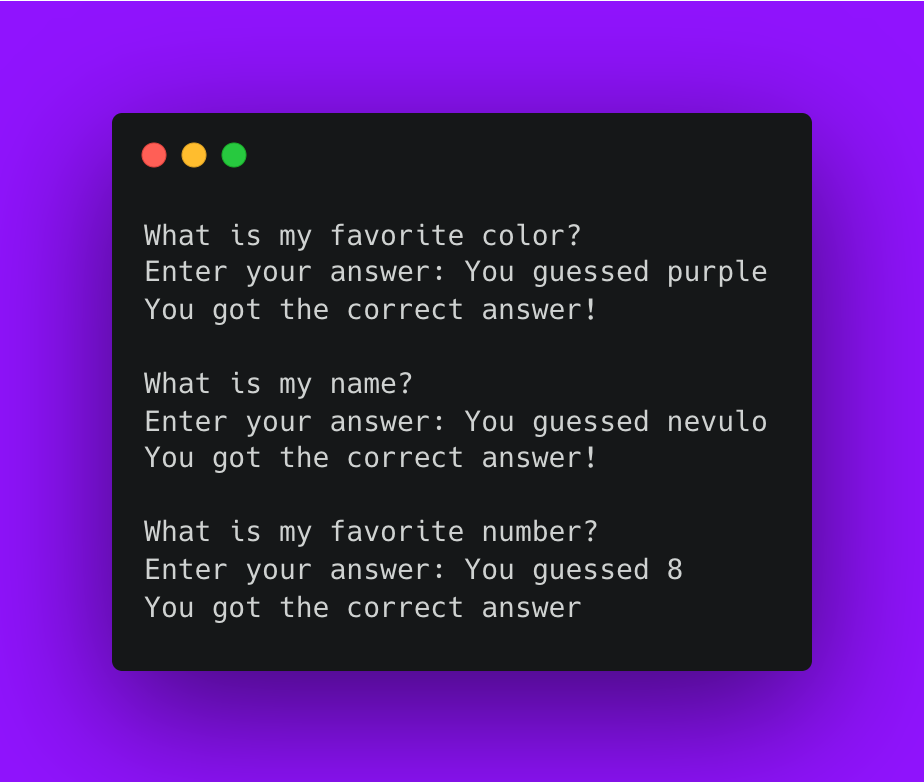 What is my favorite color?
Enter your answer: You guessed purple
You got the correct answer!
What is my name?
Enter your answer: You guessed nevulo
You got the correct answer!
What is my favorite number?
Enter your answer: You guessed 8
You got the correct answer